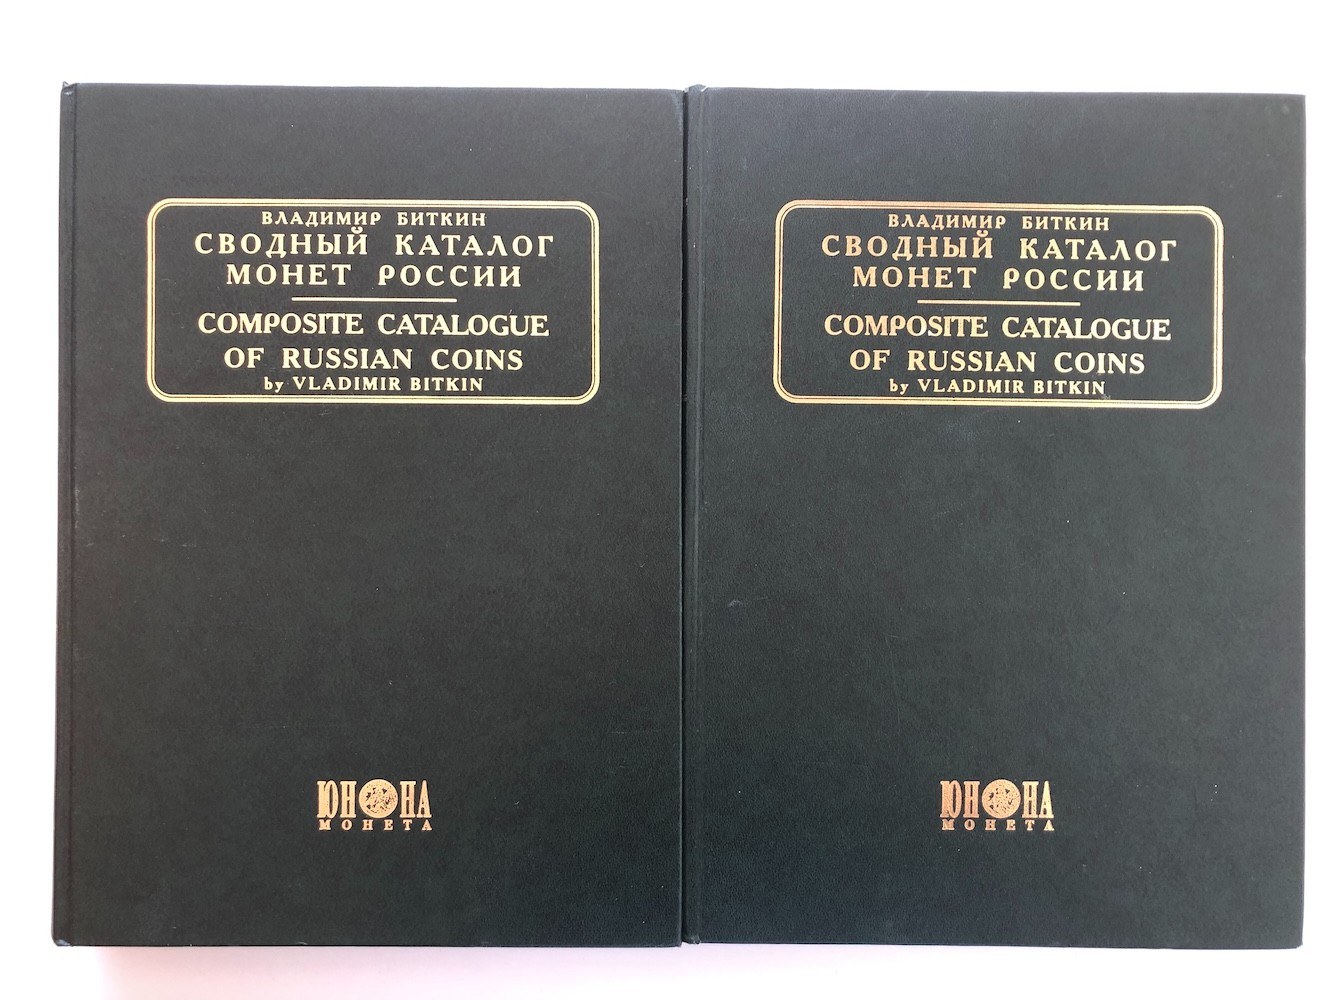 ВЛАДИМИР БИТКИН
СВОДНЫЙ КАТАЛОГ
МОНЕТ РОССИИ
COMPOSITE CATALOGUE
OF RUSSIAN COINS
by VLADIMIR BITKIN
ЮНОНА
МОНЕТА
ВЛАДИМИР БИТКИН
СВОДНЫЙ КАТАЛОГ
МОНЕТ РОССИИ
COMPOSITE CATALOGUE
OF RUSSIAN COINS
by VLADIMIR BITKIN
ЮНОНА
МОНЕТА